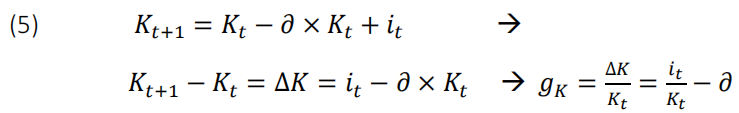 (5) K_{t+1} = K_t − ∂ × K_t + i_t →
K_{t+1} − K_t = ΔK = i_t − ∂ × K_t → g_K = ΔK/K_t = i_t/K_t − ∂